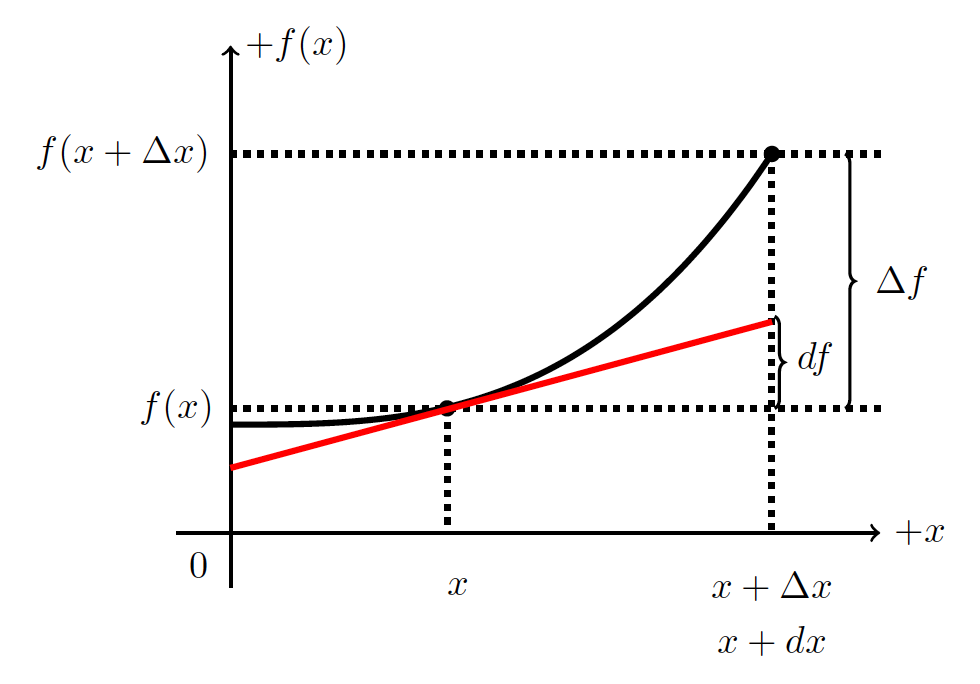 +f(x)
f(x + Δx)
Δf
df
f(x)
+x
0
x
x + Δx
x + dx